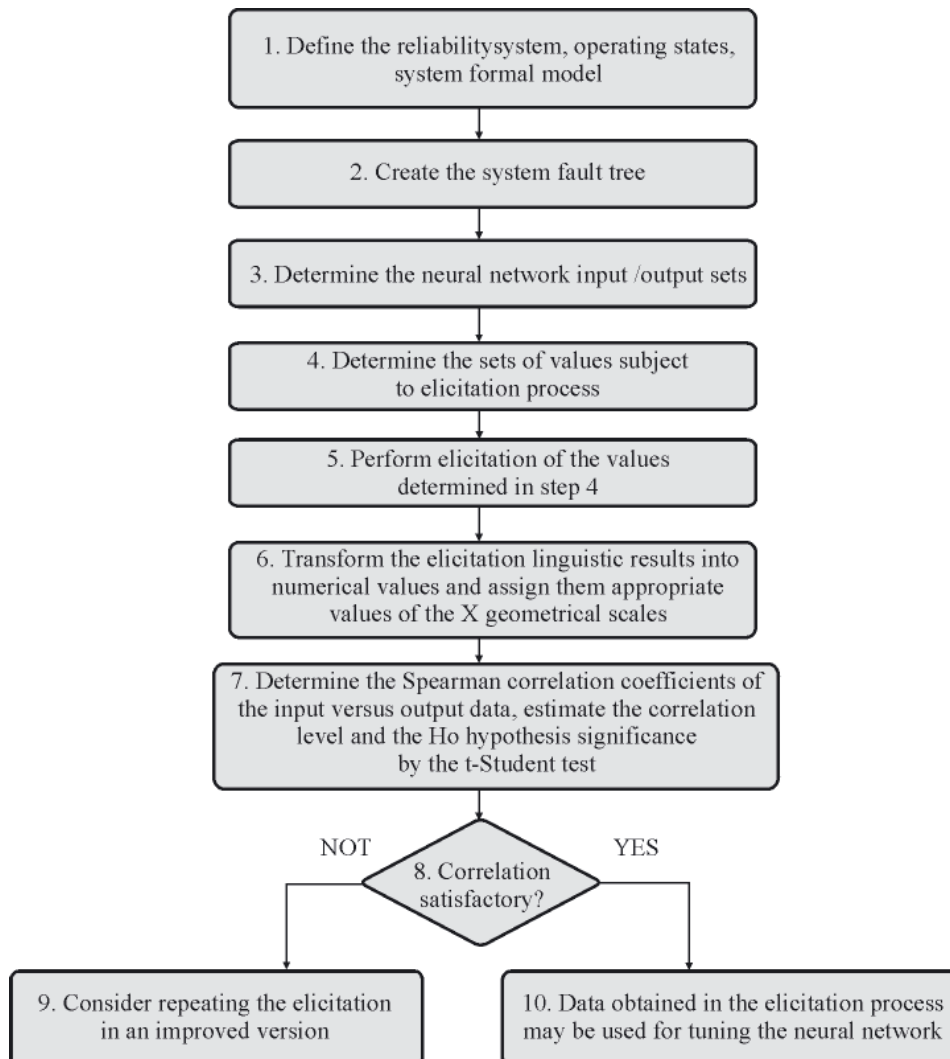 1. Define the reliabilitysystem, operating states,
system formal model
2. Create the system fault tree
3. Determine the neural network input /output sets
4. Determine the sets of values subject
to elicitation process
5. Perform elicitation of the values
determined in step 4
6. Transform the elicitation linguistic results into
numerical values and assign them appropriate
values of the X geometrical scales
7. Determine the Spearman correlation coefficients of
the input versus output data, estimate the correlation
level and the Ho hypothesis significance
by the t-Student test
NOT
YES
8. Correlation
satisfactory?
9. Consider repeating the elicitation
in an improved version
10. Data obtained in the elicitation process
may be used for tuning the neural network